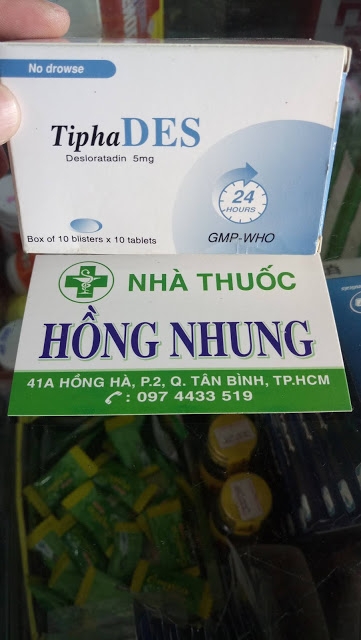 No drowse
TiphaDES
Desloratadin 5mg
24
HOURS
Box of 10 blisters x 10 tablets
GMP-WHO
NHÀ THUỐC
HỒNG NHUNG
41A HỒNG HÀ, P.2, Q. TÂN BÌNH, TP.HCM
: 097 4433 519